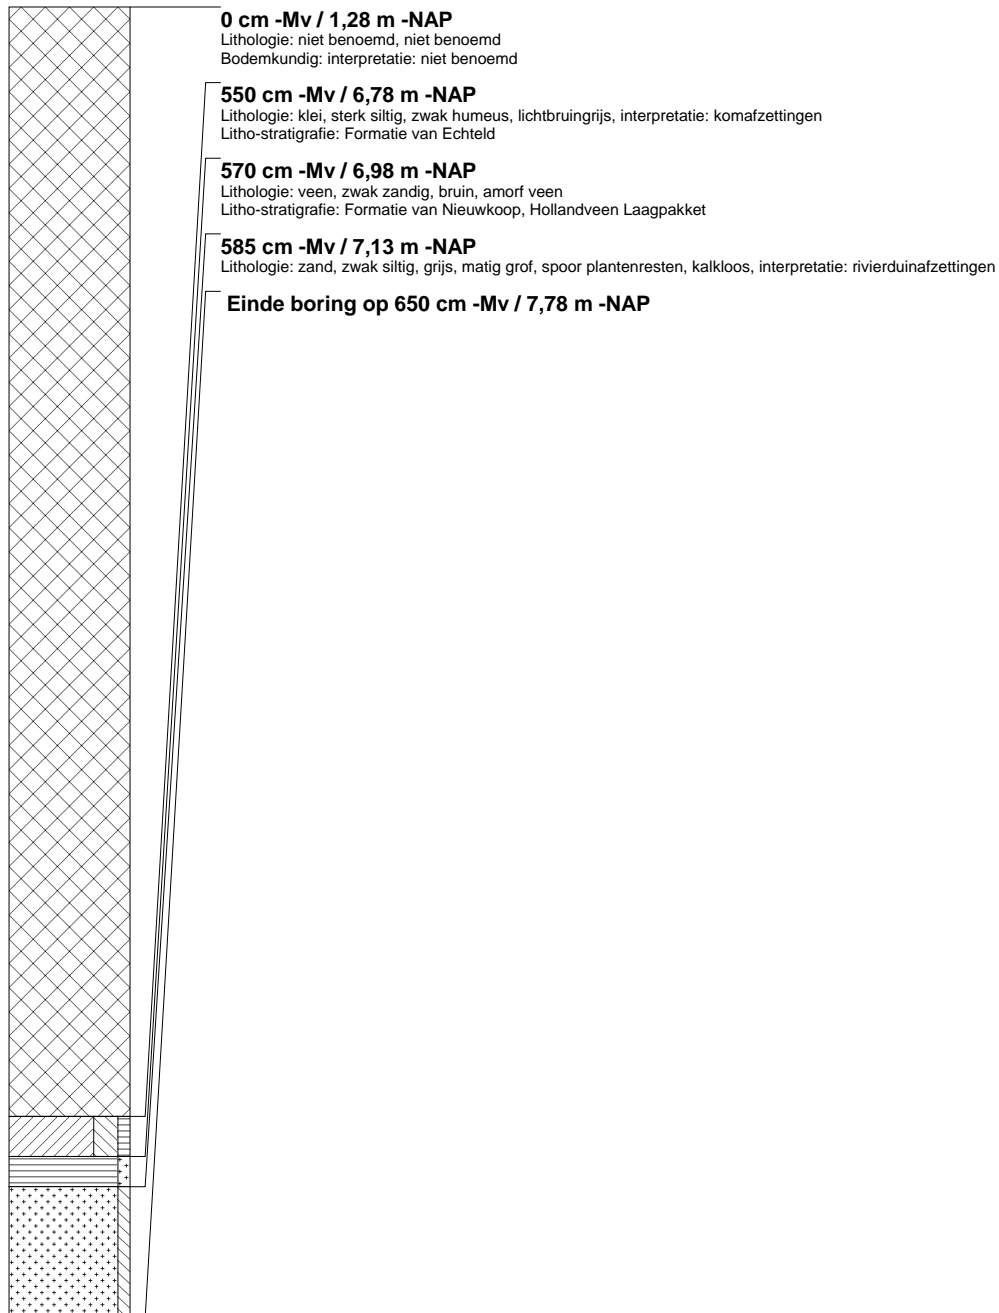 0 cm -Mv / 1,28 m -NAP
Lithologie: niet benoemd, niet benoemd
Bodemkundig: interpretatie: niet benoemd
550 cm -Mv / 6,78 m -NAP
Lithologie: klei, sterk siltig, zwak humeus, lichtbruingrijs, interpretatie: komafzettingen
Litho-stratigrafie: Formatie van Echteld
570 cm -Mv / 6,98 m -NAP
Lithologie: veen, zwak zandig, bruin, amorf veen
Litho-stratigrafie: Formatie van Nieuwkoop, Hollandveen Laagpakket
585 cm -Mv / 7,13 m -NAP
Lithologie: zand, zwak siltig, grijs, matig grof, spoor plantenresten, kalkloos, interpretatie: rivierduinafzettingen
Einde boring op 650 cm -Mv / 7,78 m -NAP